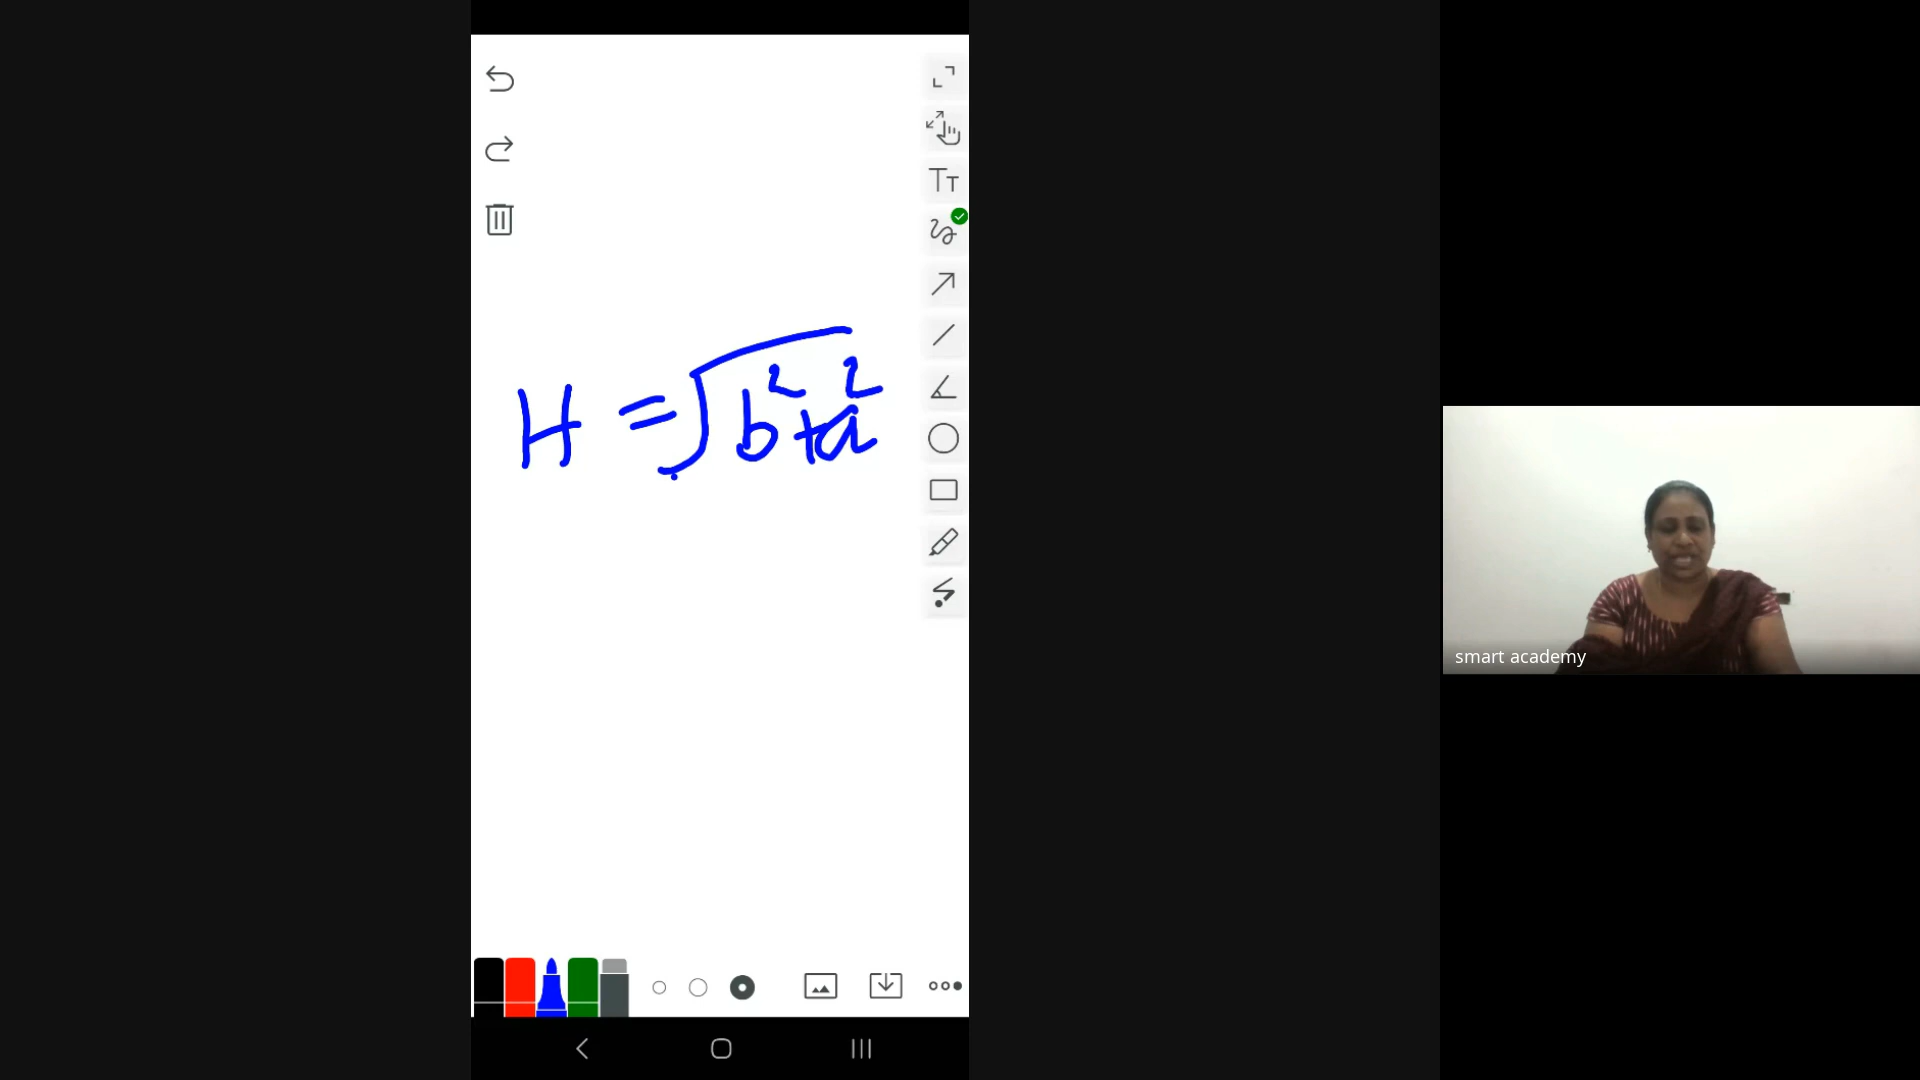 H = √b²+a²
smart academy